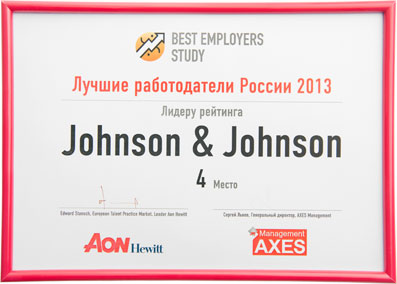 BEST EMPLOYERS
STUDY
Лучшие работодатели России 2013
Лидеру рейтинга
Johnson & Johnson
4 Место
Edward Stanoch, European Talent Practice Market, Leader Aon Hewitt
Сергей Львов, Генеральный директор, AXES Management
AON Hewitt
Management
AXES